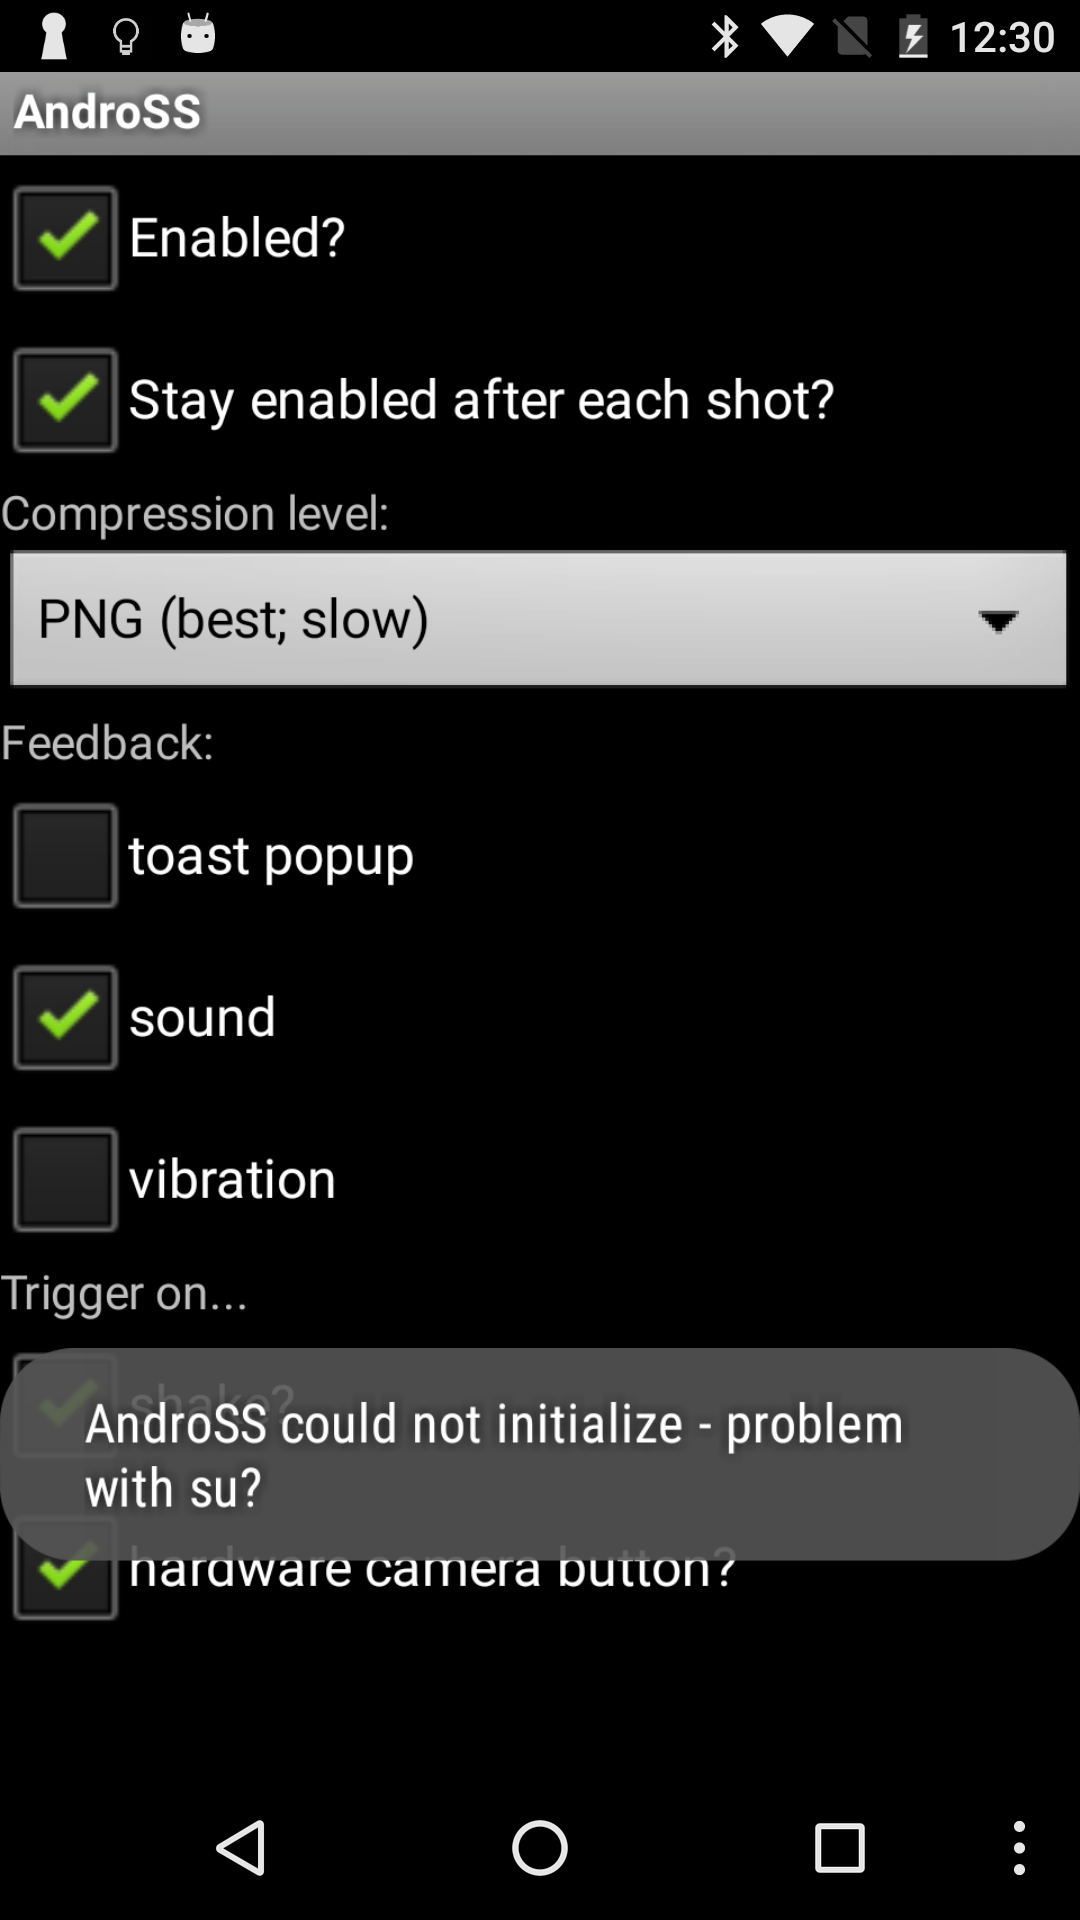 12:30
AndroSS
Enabled?
Stay enabled after each shot?
Compression level:
PNG (best; slow)
Feedback:
toast popup
sound
vibration
Trigger on...
shake?
AndroSS could not initialize - problem
with su?
hardware camera button?